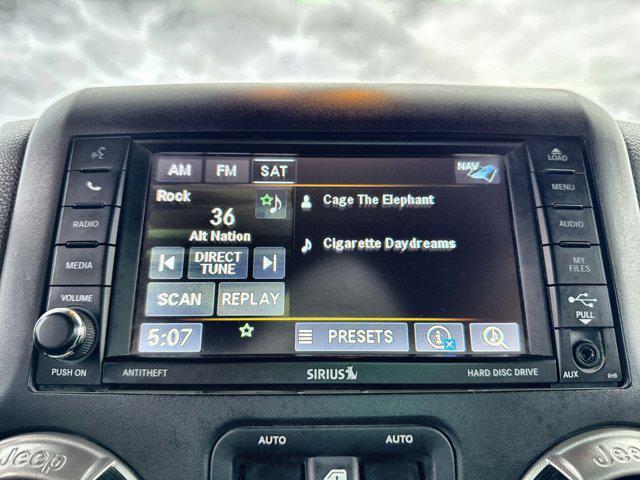 LOAD
AM FM SAT NAV
MENU
Rock
36
Alt Nation
Cage The Elephant
Cigarette Daydreams
RADIO
AUDIO
DIRECT
TUNE
MEDIA
MY
FILES
SCAN REPLAY
VOLUME
PULL
5:07 PRESETS
PUSH ON ANTITHEFT SIRIUS HARD DISC DRIVE AUX RHB
AUTO AUTO
Jeep Jeep